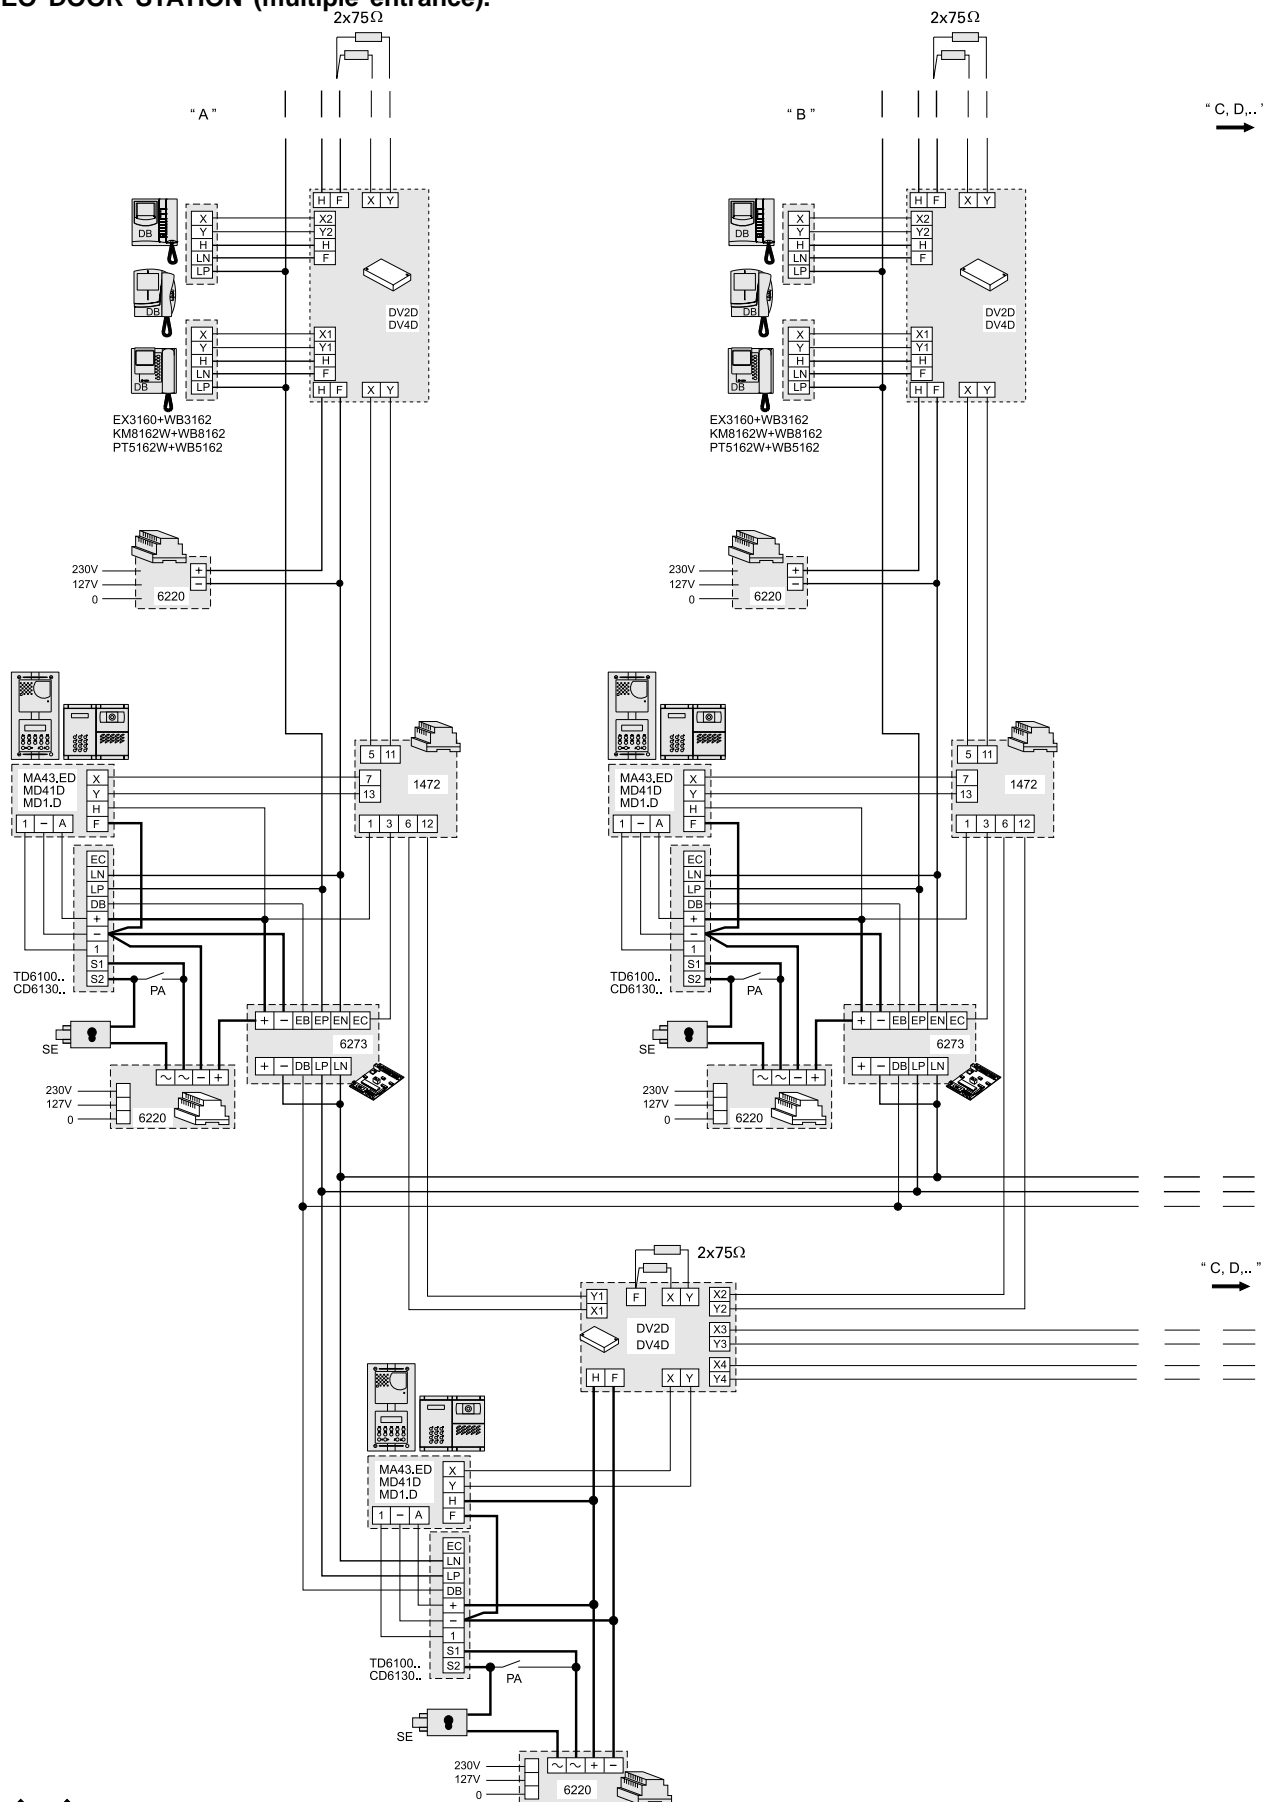 EO DOOR STATION (multiple entrance).
2x75Ω
2x75Ω
“ A ”
“ B ”
“ C, D,.. ”
H F X Y
H F X Y
X X2
Y Y2
H H
LN F
LP
DB
X X2
Y Y2
H H
LN F
LP
DB
DB
DB
DV2D
DV4D
DV2D
DV4D
X X1
Y Y1
H H
LN F
LP
DB
X X1
Y Y1
H H
LN F
LP
DB
H F X Y
H F X Y
EX3160+WB3162
KM8162W+WB8162
PT5162W+WB5162
EX3160+WB3162
KM8162W+WB8162
PT5162W+WB5162
230V
127V
0
+
–
6220
230V
127V
0
+
–
6220
5 11
7
13
1472
1 3 6 12
5 11
7
13
1472
1 3 6 12
MA43.ED
MD41D
MD1.D
X
Y
H
F
1 – A
MA43.ED
MD41D
MD1.D
X
Y
H
F
1 – A
EC
LN
LP
DB
+
–
1
S1
S2
EC
LN
LP
DB
+
–
1
S1
S2
TD6100..
CD6130..
PA
TD6100..
CD6130..
PA
SE
SE
+ – EB EP EN EC
6273
+ – DB LP LN
+ – EB EP EN EC
6273
+ – DB LP LN
~ ~ – +
230V
127V
0
6220
~ ~ – +
230V
127V
0
6220
2x75Ω
“ C, D,.. ”
Y1
X1
F X Y
X2
Y2
DV2D
DV4D
X3
Y3
X4
Y4
H F X Y
MA43.ED
MD41D
MD1.D
X
Y
H
F
1 – A
EC
LN
LP
DB
+
–
1
S1
S2
TD6100..
CD6130..
PA
SE
~ ~ + –
230V
127V
0
6220